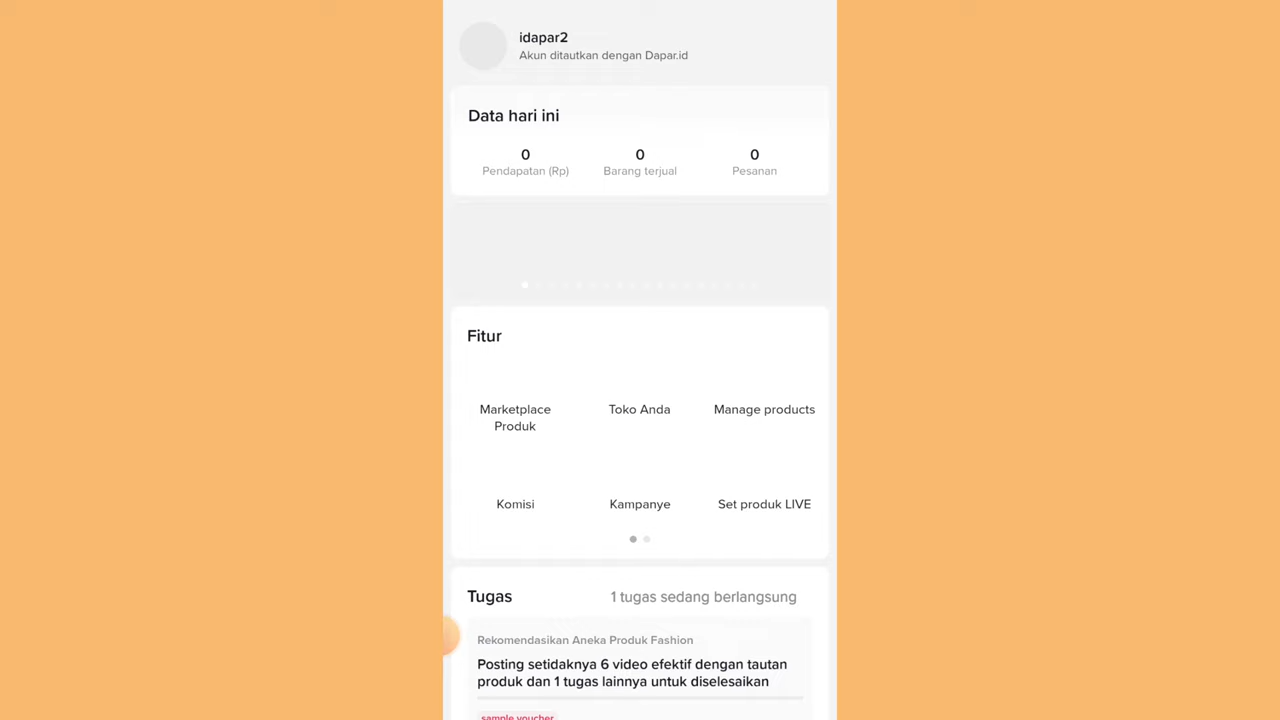 idapar2
Akun ditautkan dengan Dapar.id
Data hari ini
0 0 0
Pendapatan (Rp) Barang terjual Pesanan
Fitur
Marketplace Toko Anda Manage products
Produk
Komisi Kampanye Set produk LIVE
Tugas 1 tugas sedang berlangsung
Rekomendasikan Aneka Produk Fashion
Posting setidaknya 6 video efektif dengan tautan
produk dan 1 tugas lainnya untuk diselesaikan
sample voucher